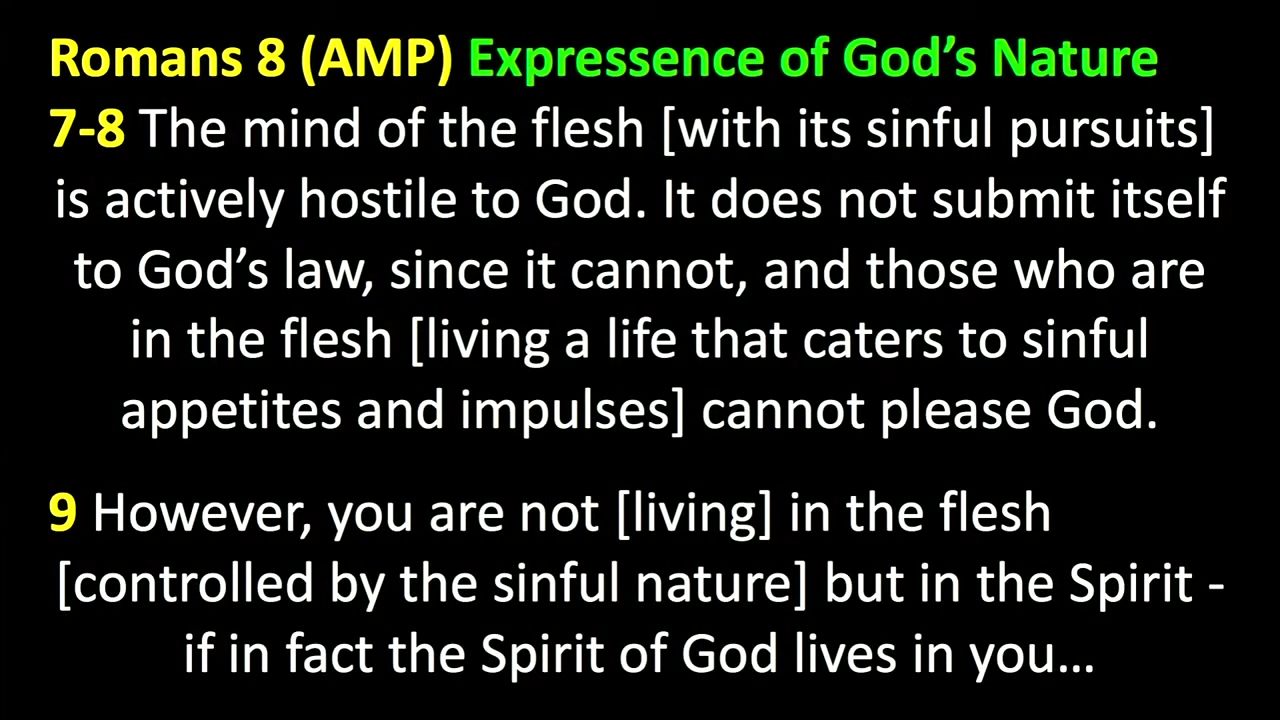 Romans 8 (AMP) Expressence of God’s Nature
7-8 The mind of the flesh [with its sinful pursuits]
is actively hostile to God. It does not submit itself
to God’s law, since it cannot, and those who are
in the flesh [living a life that caters to sinful
appetites and impulses] cannot please God.
9 However, you are not [living] in the flesh
[controlled by the sinful nature] but in the Spirit -
if in fact the Spirit of God lives in you…